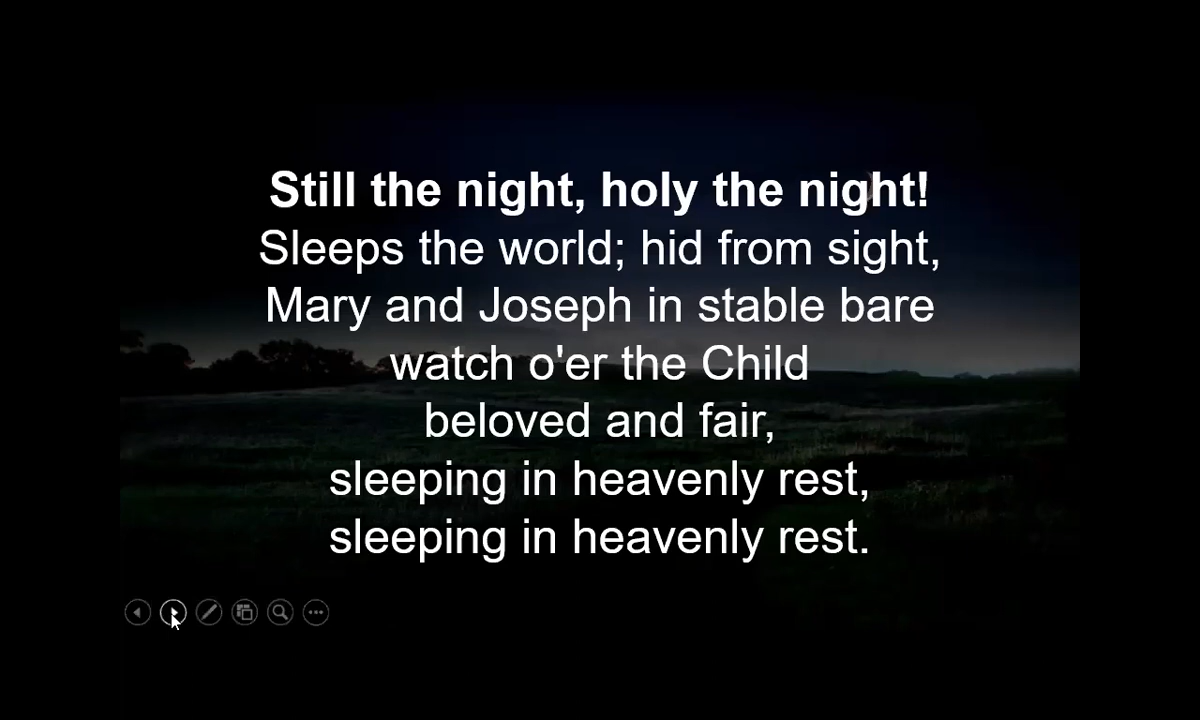 Still the night, holy the night!
Sleeps the world; hid from sight,
Mary and Joseph in stable bare
watch o'er the Child
beloved and fair,
sleeping in heavenly rest,
sleeping in heavenly rest.